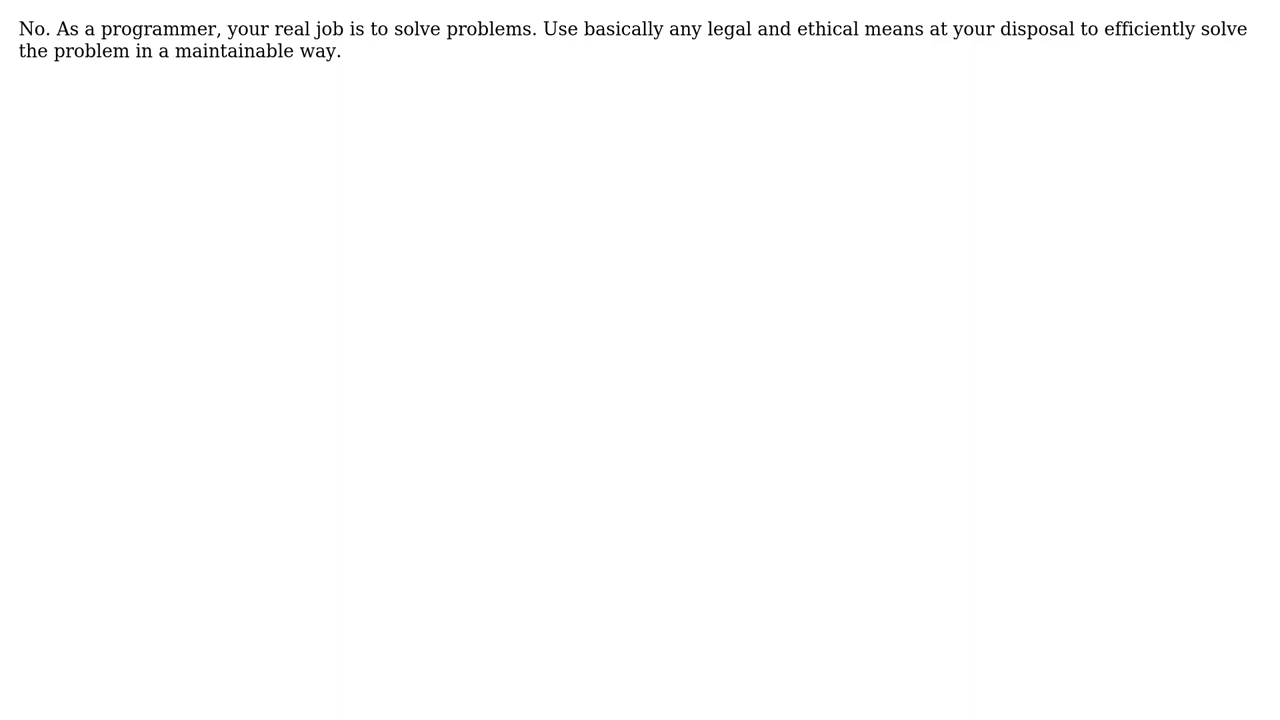 No. As a programmer, your real job is to solve problems. Use basically any legal and ethical means at your disposal to efficiently solve
the problem in a maintainable way.